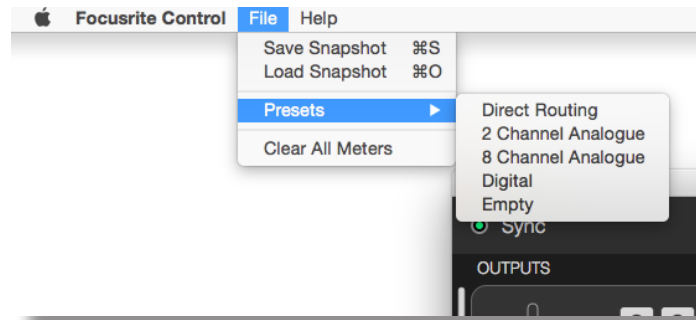 Focusrite Control File Help
Save Snapshot ⌘S
Load Snapshot ⌘O
Presets ▶
Clear All Meters
Direct Routing
2 Channel Analogue
8 Channel Analogue
Digital
Empty
Sync
OUTPUTS